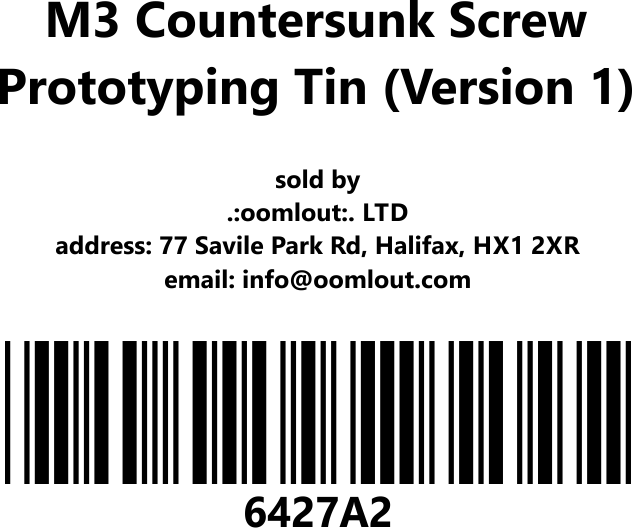 M3 Countersunk Screw
Prototyping Tin (Version 1)
sold by
.:oomlout:. LTD
address: 77 Savile Park Rd, Halifax, HX1 2XR
email: info@oomlout.com
6427A2